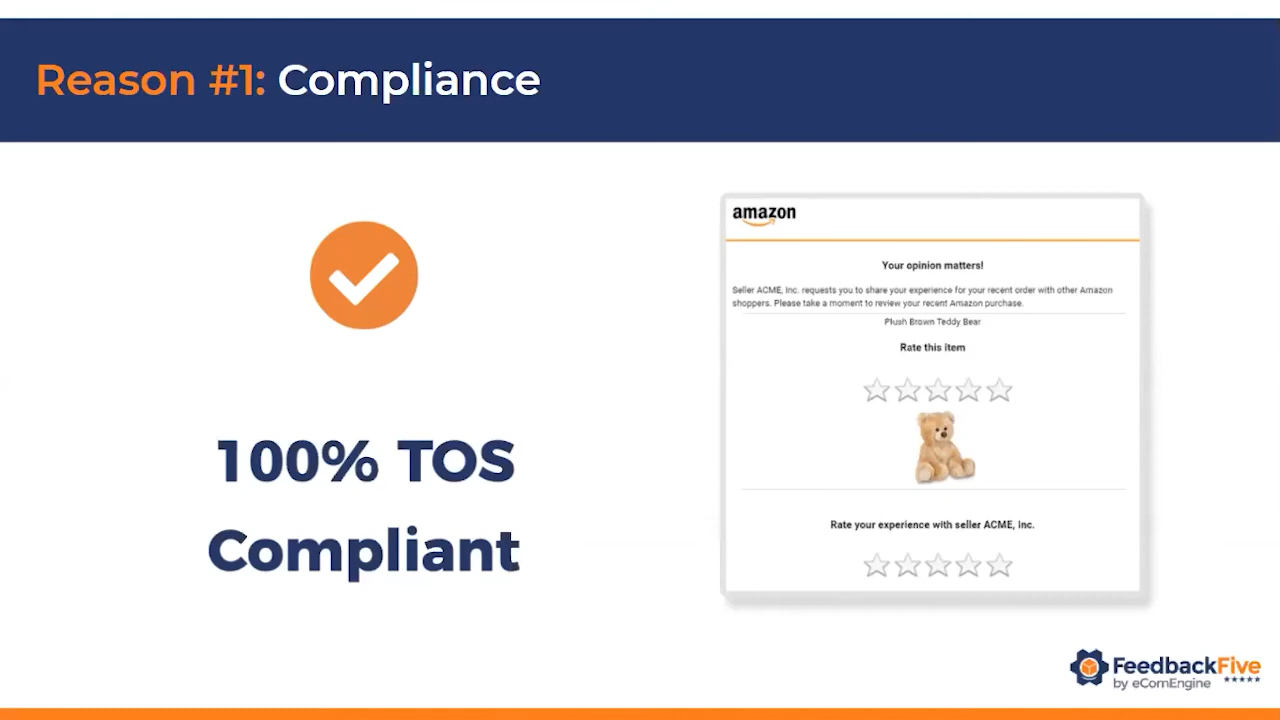 Reason #1: Compliance
100% TOS
Compliant
amazon
Your opinion matters!
Seller ACME, Inc. requests you to share your experience for your recent order with other Amazon
shoppers. Please take a moment to review your recent Amazon purchase.
Plush Brown Teddy Bear
Rate this item
Rate your experience with seller ACME, Inc.
FeedbackFive
by eComEngine